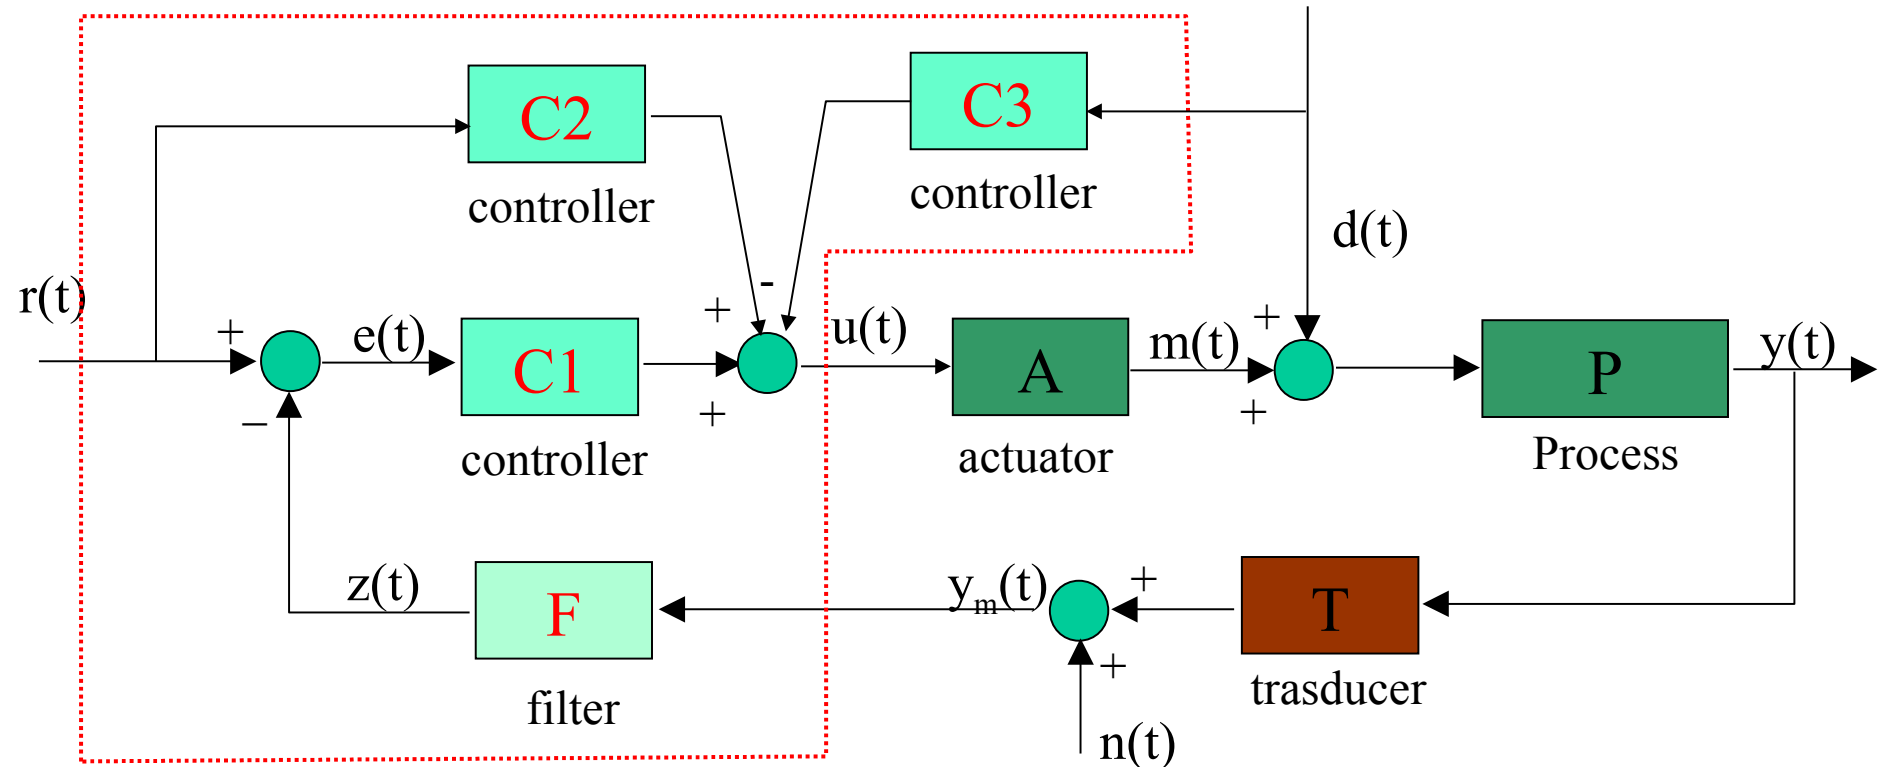 C2
controller
C3
controller
d(t)
r(t)
+
e(t)
C1
controller
+
-
+
u(t)
A
actuator
m(t)
+
+
P
Process
y(t)
–
z(t)
F
filter
yₘ(t)
+
+
n(t)
T
trasducer